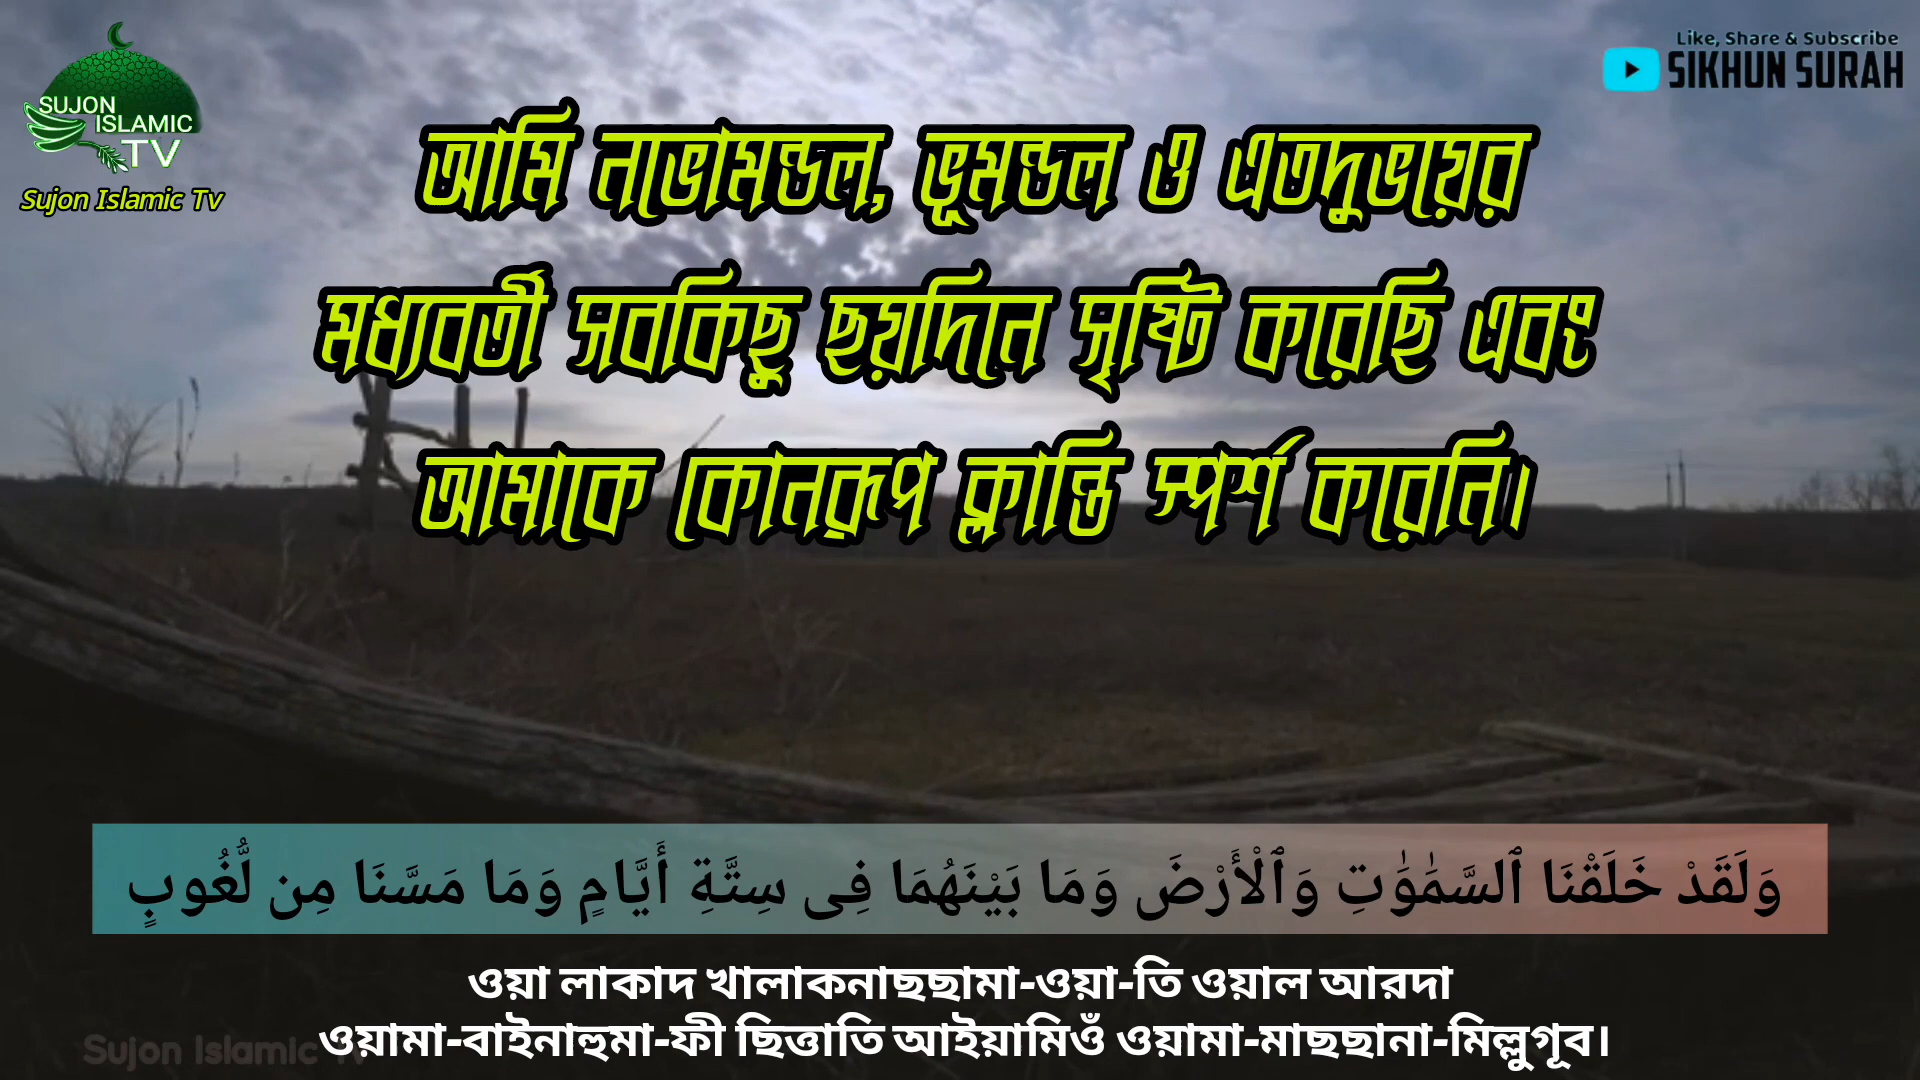 SUJON
ISLAMIC
TV
Sujon Islamic Tv
Like, Share & Subscribe
SIKHUN SURAH
আমি নভোমন্ডল, ভূমন্ডল ও এতদুভয়ের
মধ্যবর্তী সবকিছু ছয়দিনে সৃষ্টি করেছি এবং
আমাকে কোনরূপ ক্লান্তি স্পর্শ করেনি।
وَلَقَدْ خَلَقْنَا ٱلسَّمَٰوَٰتِ وَٱلْأَرْضَ وَمَا بَيْنَهُمَا فِى سِتَّةِ أَيَّامٍ وَمَا مَسَّنَا مِن لُّغُوبٍ
ওয়া লাকাদ খালাকনাছছামা-ওয়া-তি ওয়াল আরদা
ওয়ামা-বাইনাহুমা-ফী ছিত্তাতি আইয়ামিওঁ ওয়ামা-মাছছানা-মিল্লুগূব।
Sujon Islamic Tv